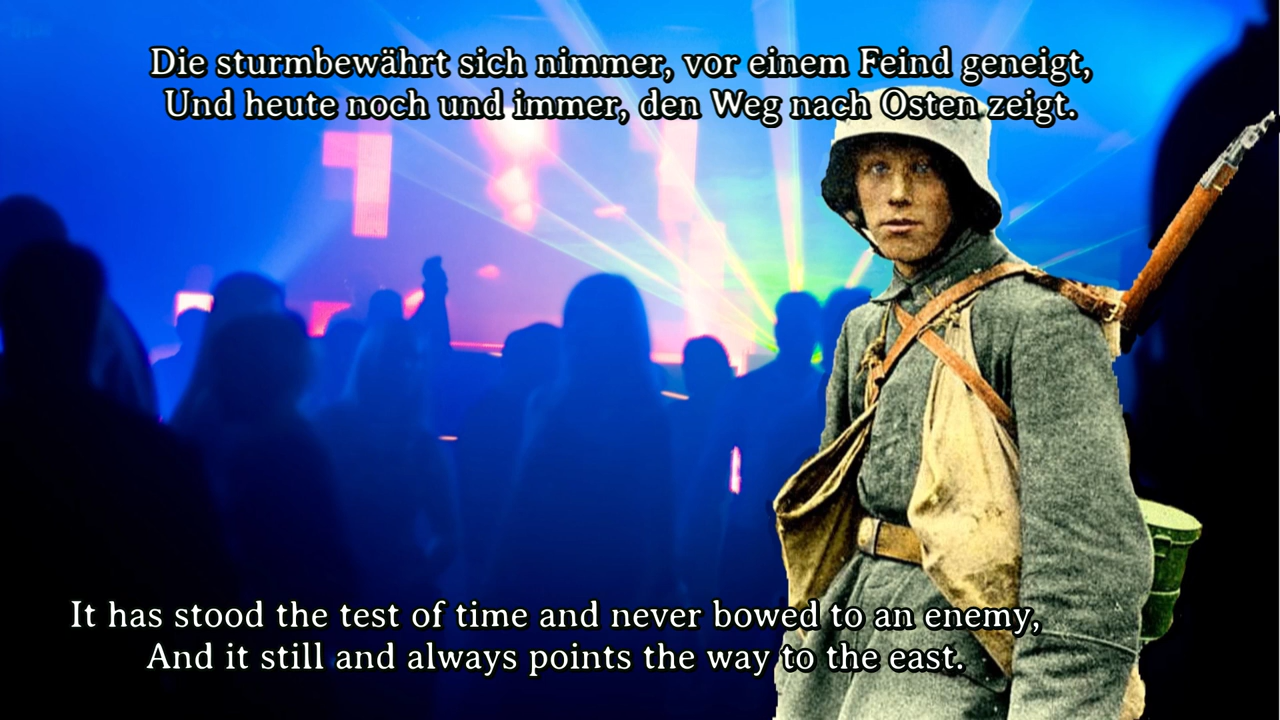 Die sturmbewährt sich nimmer, vor einem Feind geneigt,
Und heute noch und immer, den Weg nach Osten zeigt.
It has stood the test of time and never bowed to an enemy,
And it still and always points the way to the east.